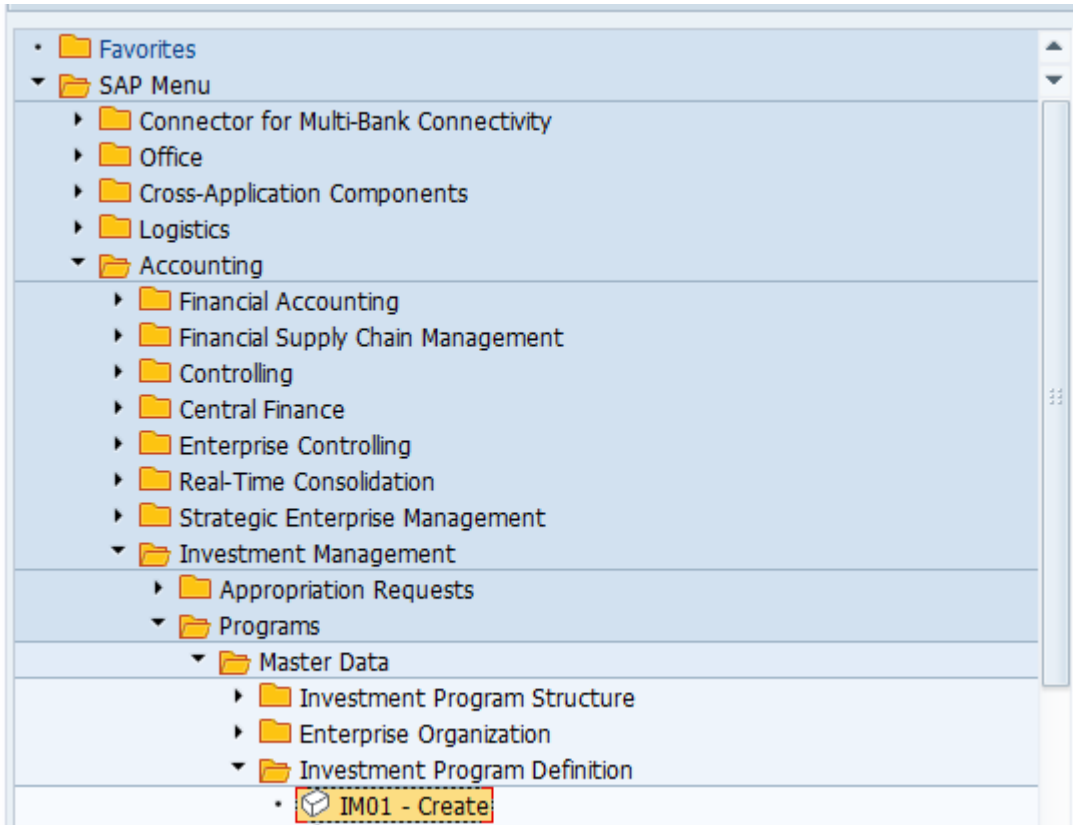 Favorites
SAP Menu
Connector for Multi-Bank Connectivity
Office
Cross-Application Components
Logistics
Accounting
Financial Accounting
Financial Supply Chain Management
Controlling
Central Finance
Enterprise Controlling
Real-Time Consolidation
Strategic Enterprise Management
Investment Management
Appropriation Requests
Programs
Master Data
Investment Program Structure
Enterprise Organization
Investment Program Definition
IM01 - Create